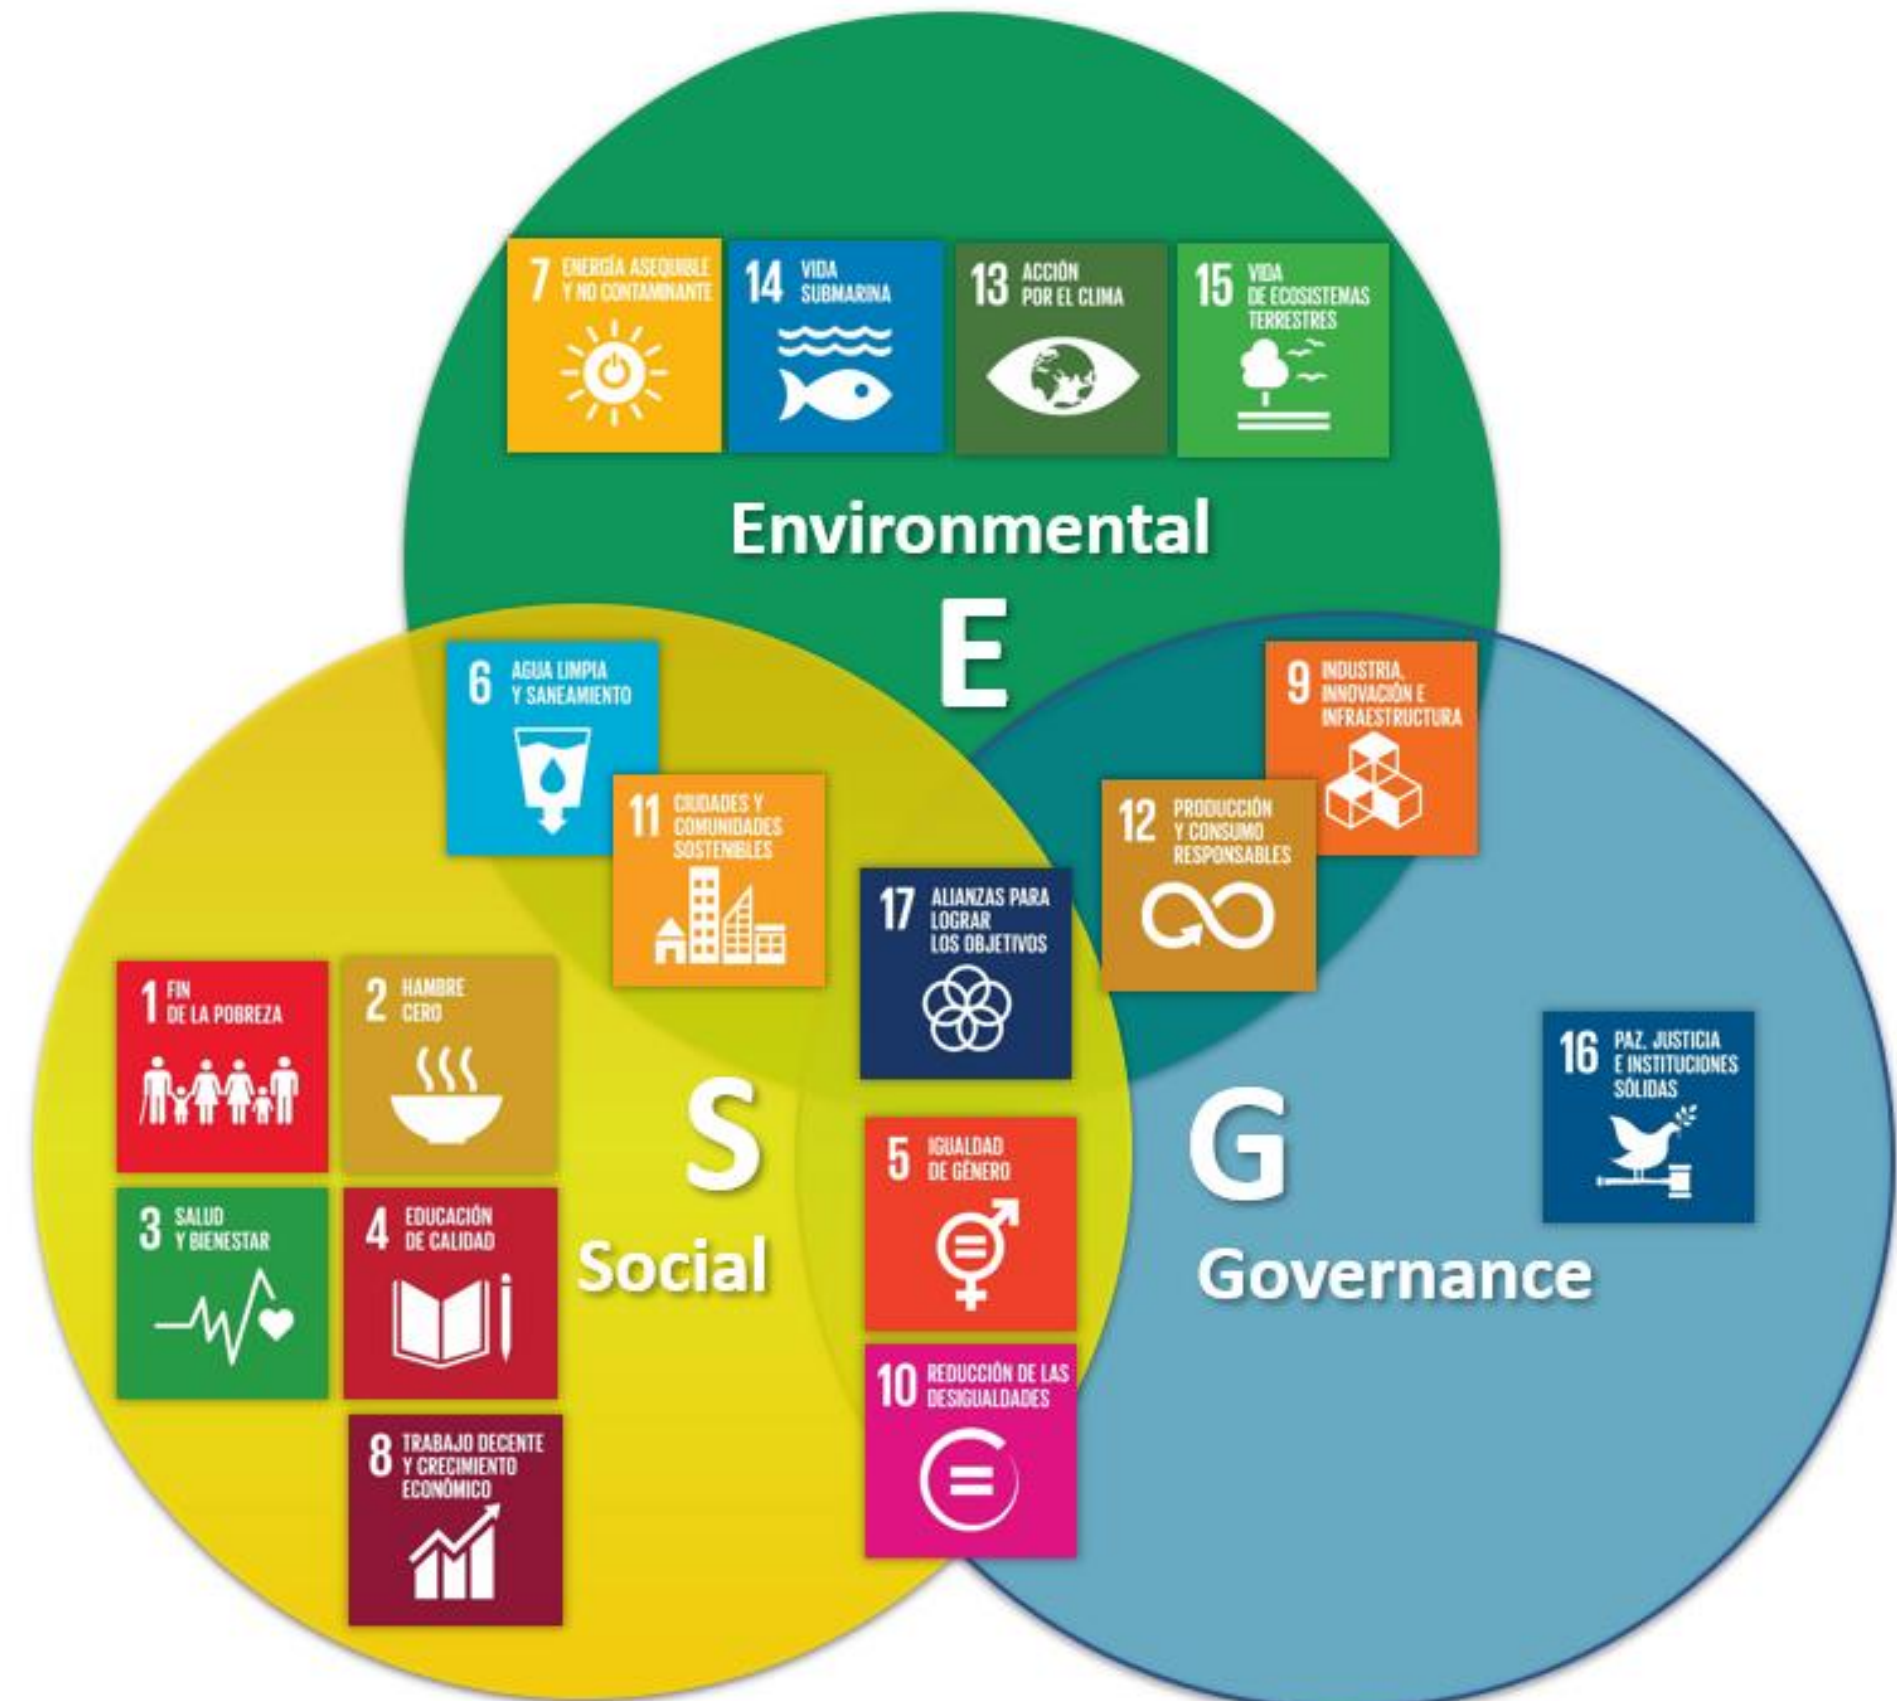 7 ENERGÍA ASEQUIBLE
Y NO CONTAMINANTE
14 VIDA
SUBMARINA
13 ACCIÓN
POR EL CLIMA
15 VIDA
DE ECOSISTEMAS
TERRESTRES
Environmental
E
6 AGUA LIMPIA
Y SANEAMIENTO
9 INDUSTRIA,
INNOVACIÓN E
INFRAESTRUCTURA
11 CIUDADES Y
COMUNIDADES
SOSTENIBLES
12 PRODUCCIÓN
Y CONSUMO
RESPONSABLES
17 ALIANZAS PARA
LOGRAR
LOS OBJETIVOS
1 FIN
DE LA POBREZA
2 HAMBRE
CERO
16 PAZ, JUSTICIA
E INSTITUCIONES
SÓLIDAS
S
G
5 IGUALDAD
DE GÉNERO
3 SALUD
Y BIENESTAR
4 EDUCACIÓN
DE CALIDAD
Social
Governance
10 REDUCCIÓN DE LAS
DESIGUALDADES
8 TRABAJO DECENTE
Y CRECIMIENTO
ECONÓMICO